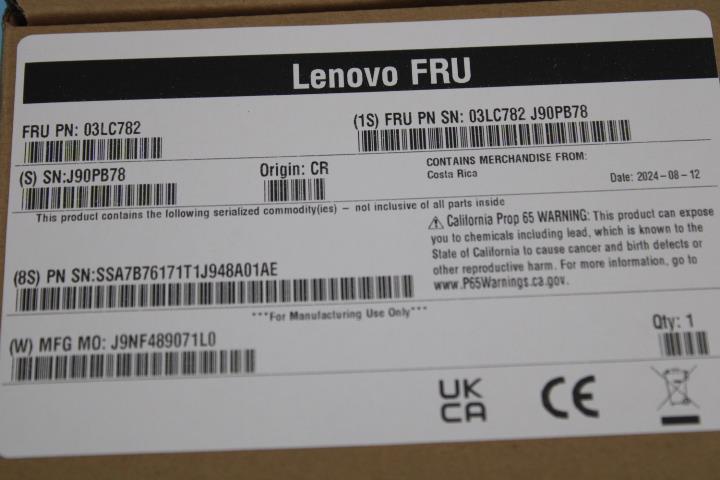 Lenovo FRU
FRU PN: 03LC782
(1S) FRU PN SN: 03LC782 J90PB78
(S) SN:J90PB78
Origin: CR
CONTAINS MERCHANDISE FROM:
Costa Rica
Date: 2024-08-12
This product contains the following serialized commodity(ies) - not inclusive of all parts inside
⚠ California Prop 65 WARNING: This product can expose
you to chemicals including lead, which is known to the
State of California to cause cancer and birth defects or
other reproductive harm. For more information, go to
www.P65Warnings.ca.gov.
(8S) PN SN:SSA7B76171T1J948A01AE
***For Manufacturing Use Only***
(W) MFG MO: J9NF489071L0
Qty: 1
UK
CA
CE